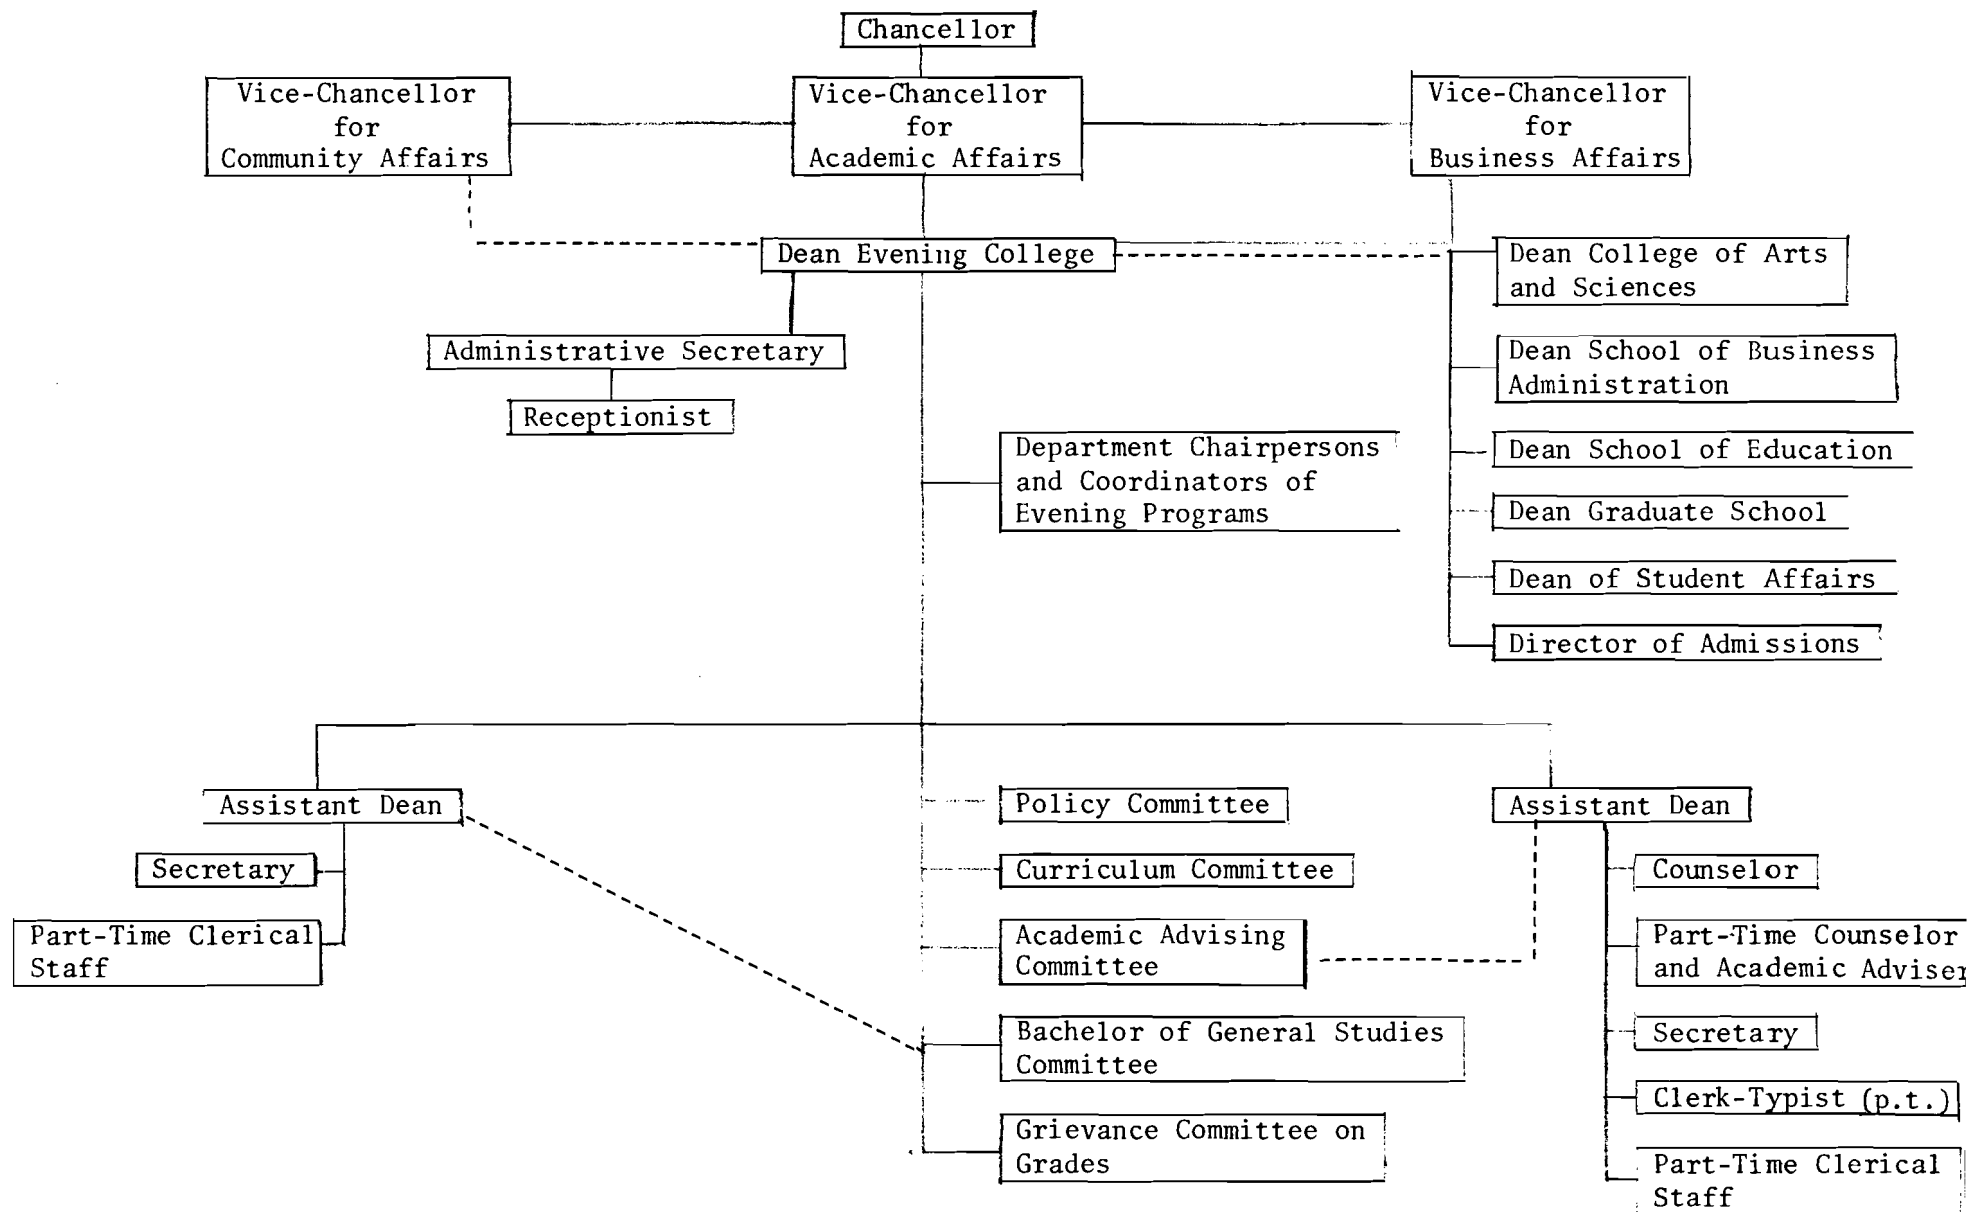 Chancellor
Vice-Chancellor
for
Community Affairs
Vice-Chancellor
for
Academic Affairs
Vice-Chancellor
for
Business Affairs
Dean Evening College
Dean College of Arts
and Sciences
Administrative Secretary
Dean School of Business
Administration
Receptionist
Department Chairpersons
and Coordinators of
Evening Programs
Dean School of Education
Dean Graduate School
Dean of Student Affairs
Director of Admissions
Assistant Dean
Secretary
Part-Time Clerical
Staff
Policy Committee
Curriculum Committee
Academic Advising
Committee
Bachelor of General Studies
Committee
Grievance Committee on
Grades
Assistant Dean
Counselor
Part-Time Counselor
and Academic Adviser
Secretary
Clerk-Typist (p.t.)
Part-Time Clerical
Staff